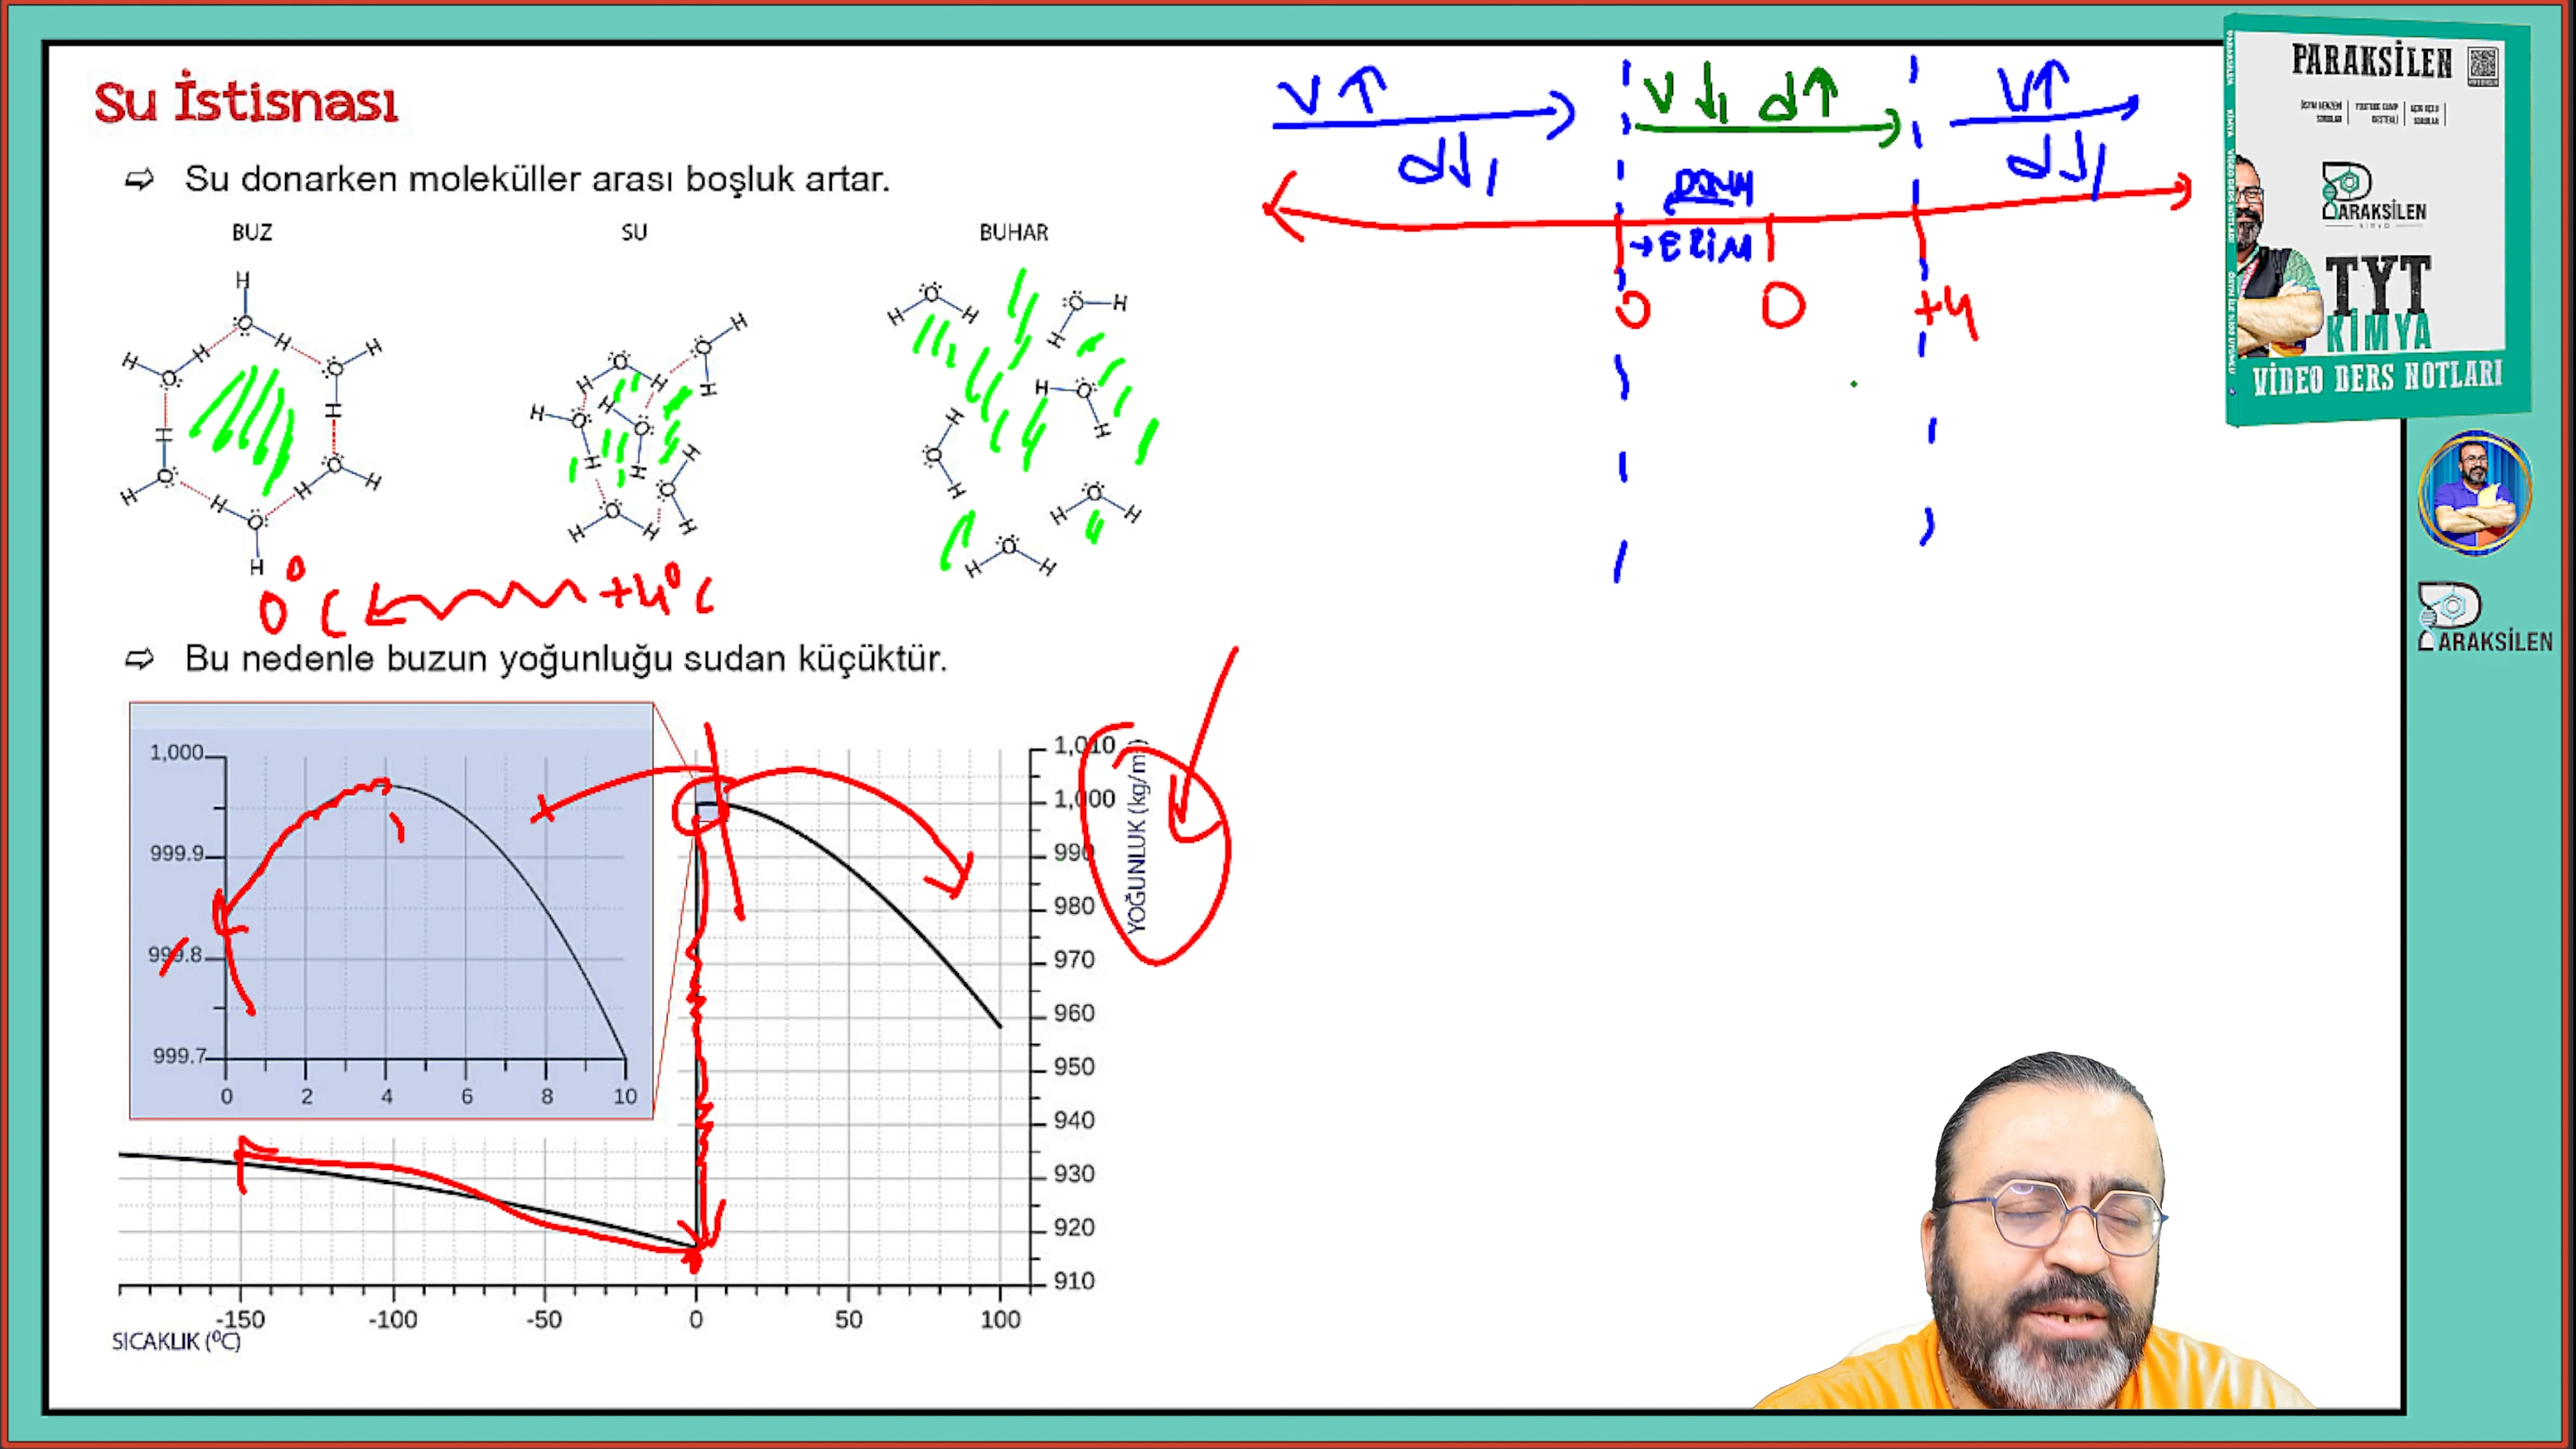 Su İstisnası
⇨ Su donarken moleküller arası boşluk artar.
BUZ SU BUHAR
0°C +4°C
⇨ Bu nedenle buzun yoğunluğu sudan küçüktür.
1,000
999.9
999.8
999.7
0 2 4 6 8 10
1,010
1,000
990
980
970
960
950
940
930
920
910
YOĞUNLUK (kg/m
-150 -100 -50 0 50 100
SICAKLIK (⁰C)
V↑ V↓ d↑ V↑
d↓ d↓
→ERİM
0 0 +4
PARAKSİLEN
PARAKSİLEN
TYT
KİMYA
VİDEO DERS NOTLARI
PARAKSİLEN